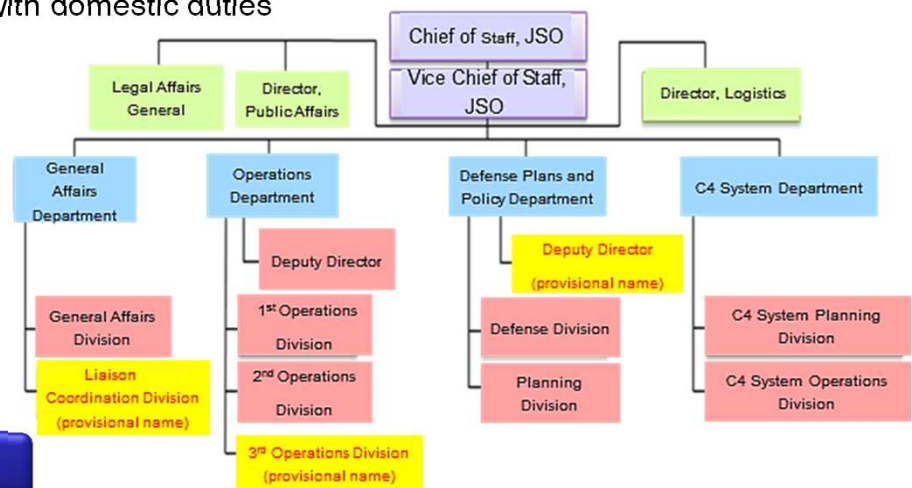 with domestic duties
Chief of Staff, JSO
Vice Chief of Staff,
JSO
Legal Affairs
General
Director,
Public Affairs
Director, Logistics
General
Affairs
Department
Operations
Department
Defense Plans and
Policy Department
C4 System Department
Deputy Director
Deputy Director
(provisional name)
General Affairs
Division
1st Operations
Division
Defense Division
C4 System Planning
Division
Liaison
Coordination Division
(provisional name)
2nd Operations
Division
Planning
Division
C4 System Operations
Division
3rd Operations Division
(provisional name)